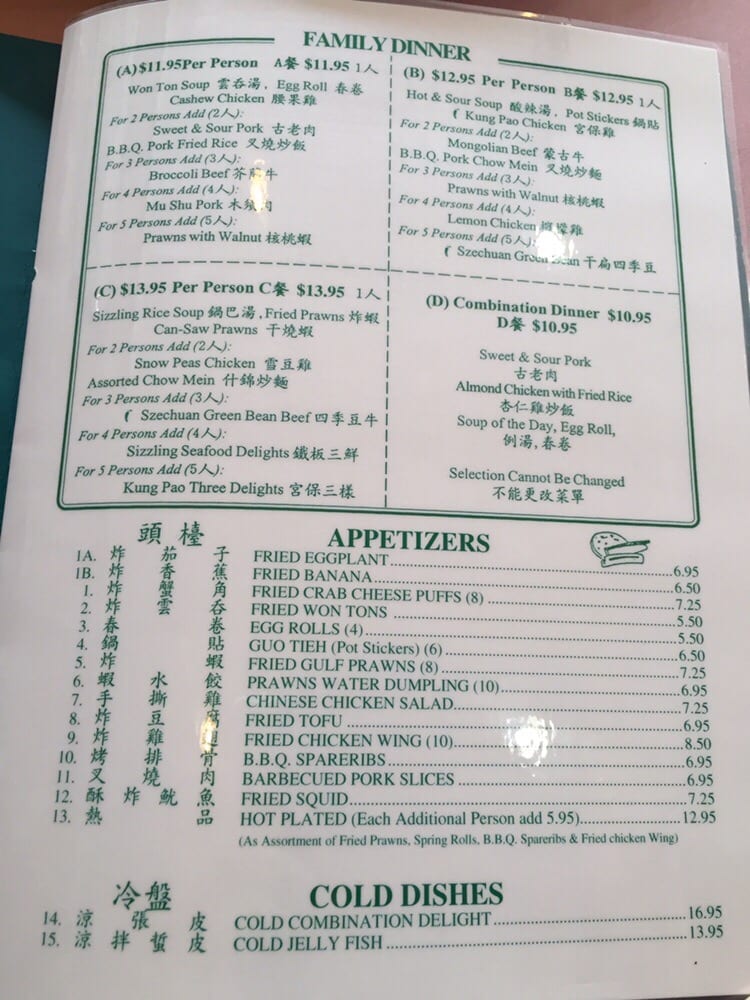 FAMILY DINNER
(A) $11.95 Per Person A餐 $11.95 1人
Won Ton Soup 雲吞湯, Egg Roll 春卷
Cashew Chicken 腰果雞
For 2 Persons Add (2人):
Sweet & Sour Pork 古老肉
B.B.Q. Pork Fried Rice 叉燒炒飯
For 3 Persons Add (3人):
Broccoli Beef 芥蘭牛
For 4 Persons Add (4人):
Mu Shu Pork 木須肉
For 5 Persons Add (5人):
Prawns with Walnut 核桃蝦
(B) $12.95 Per Person B餐 $12.95 1人
Hot & Sour Soup 酸辣湯, Pot Stickers 鍋貼
Kung Pao Chicken 宮保雞
For 2 Persons Add (2人):
Mongolian Beef 蒙古牛
B.B.Q. Pork Chow Mein 叉燒炒麵
For 3 Persons Add (3人):
Prawns with Walnut 核桃蝦
For 4 Persons Add (4人):
Lemon Chicken 檸檬雞
For 5 Persons Add (5人):
Szechuan Green Bean 干扁四季豆
(C) $13.95 Per Person C餐 $13.95 1人
Sizzling Rice Soup 鍋巴湯, Fried Prawns 炸蝦
Can-Saw Prawns 干燒蝦
For 2 Persons Add (2人):
Snow Peas Chicken 雪豆雞
Assorted Chow Mein 什錦炒麵
For 3 Persons Add (3人):
Szechuan Green Bean Beef 四季豆牛
For 4 Persons Add (4人):
Sizzling Seafood Delights 鐵板三鮮
For 5 Persons Add (5人):
Kung Pao Three Delights 宮保三樣
(D) Combination Dinner $10.95
D餐 $10.95
Sweet & Sour Pork
古老肉
Almond Chicken with Fried Rice
杏仁雞炒飯
Soup of the Day, Egg Roll,
例湯, 春卷
Selection Cannot Be Changed
不能更改菜單
頭檯 APPETIZERS
1A. 炸茄子 FRIED EGGPLANT 6.95
1B. 炸香蕉 FRIED BANANA 6.50
1. 炸蟹角 FRIED CRAB CHEESE PUFFS (8) 7.25
2. 炸雲吞 FRIED WON TONS 5.50
3. 春卷 EGG ROLLS (4) 5.50
4. 鍋貼 GUO TIEH (Pot Stickers) (6) 6.50
5. 炸蝦 FRIED GULF PRAWNS (8) 7.25
6. 蝦水餃 PRAWNS WATER DUMPLING (10) 6.95
7. 手撕雞 CHINESE CHICKEN SALAD 7.25
8. 炸豆腐 FRIED TOFU 6.95
9. 炸雞翅 FRIED CHICKEN WING (10) 8.50
10. 烤排骨 B.B.Q. SPARERIBS 6.95
11. 叉燒肉 BARBECUED PORK SLICES 6.95
12. 酥炸魷魚 FRIED SQUID 7.25
13. 熱品 HOT PLATED (Each Additional Person add 5.95) 12.95
(As Assortment of Fried Prawns, Spring Rolls, B.B.Q. Spareribs & Fried chicken Wing)
冷盤 COLD DISHES
14. 涼張皮 COLD COMBINATION DELIGHT 16.95
15. 涼拌蜇皮 COLD JELLY FISH 13.95